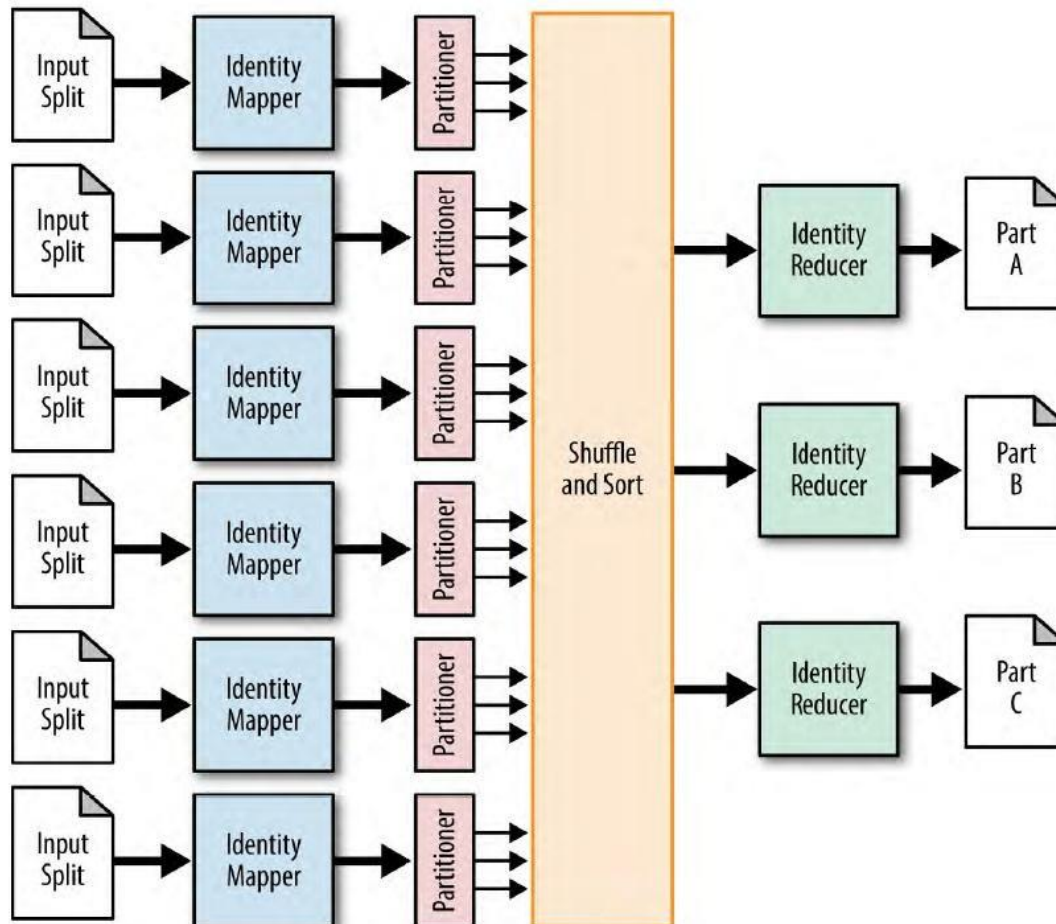 Input
Split
Identity
Mapper
Partitioner
Input
Split
Identity
Mapper
Partitioner
Input
Split
Identity
Mapper
Partitioner
Input
Split
Identity
Mapper
Partitioner
Input
Split
Identity
Mapper
Partitioner
Input
Split
Identity
Mapper
Partitioner
Shuffle
and Sort
Identity
Reducer
Part
A
Identity
Reducer
Part
B
Identity
Reducer
Part
C